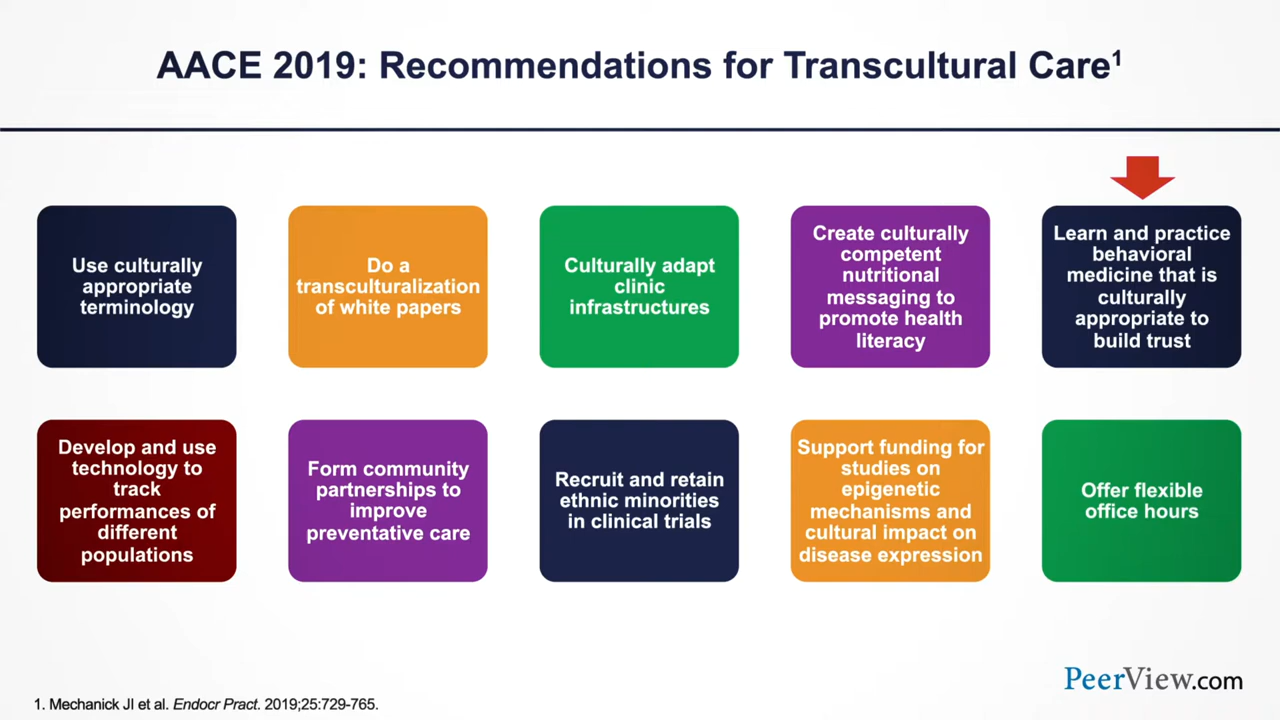 AACE 2019: Recommendations for Transcultural Care¹
Use culturally
appropriate
terminology
Do a
transculturalization
of white papers
Culturally adapt
clinic
infrastructures
Create culturally
competent
nutritional
messaging to
promote health
literacy
Learn and practice
behavioral
medicine that is
culturally
appropriate to
build trust
Develop and use
technology to
track
performances of
different
populations
Form community
partnerships to
improve
preventative care
Recruit and retain
ethnic minorities
in clinical trials
Support funding for
studies on
epigenetic
mechanisms and
cultural impact on
disease expression
Offer flexible
office hours
1. Mechanick JI et al. Endocr Pract. 2019;25:729-765.
PeerView.com